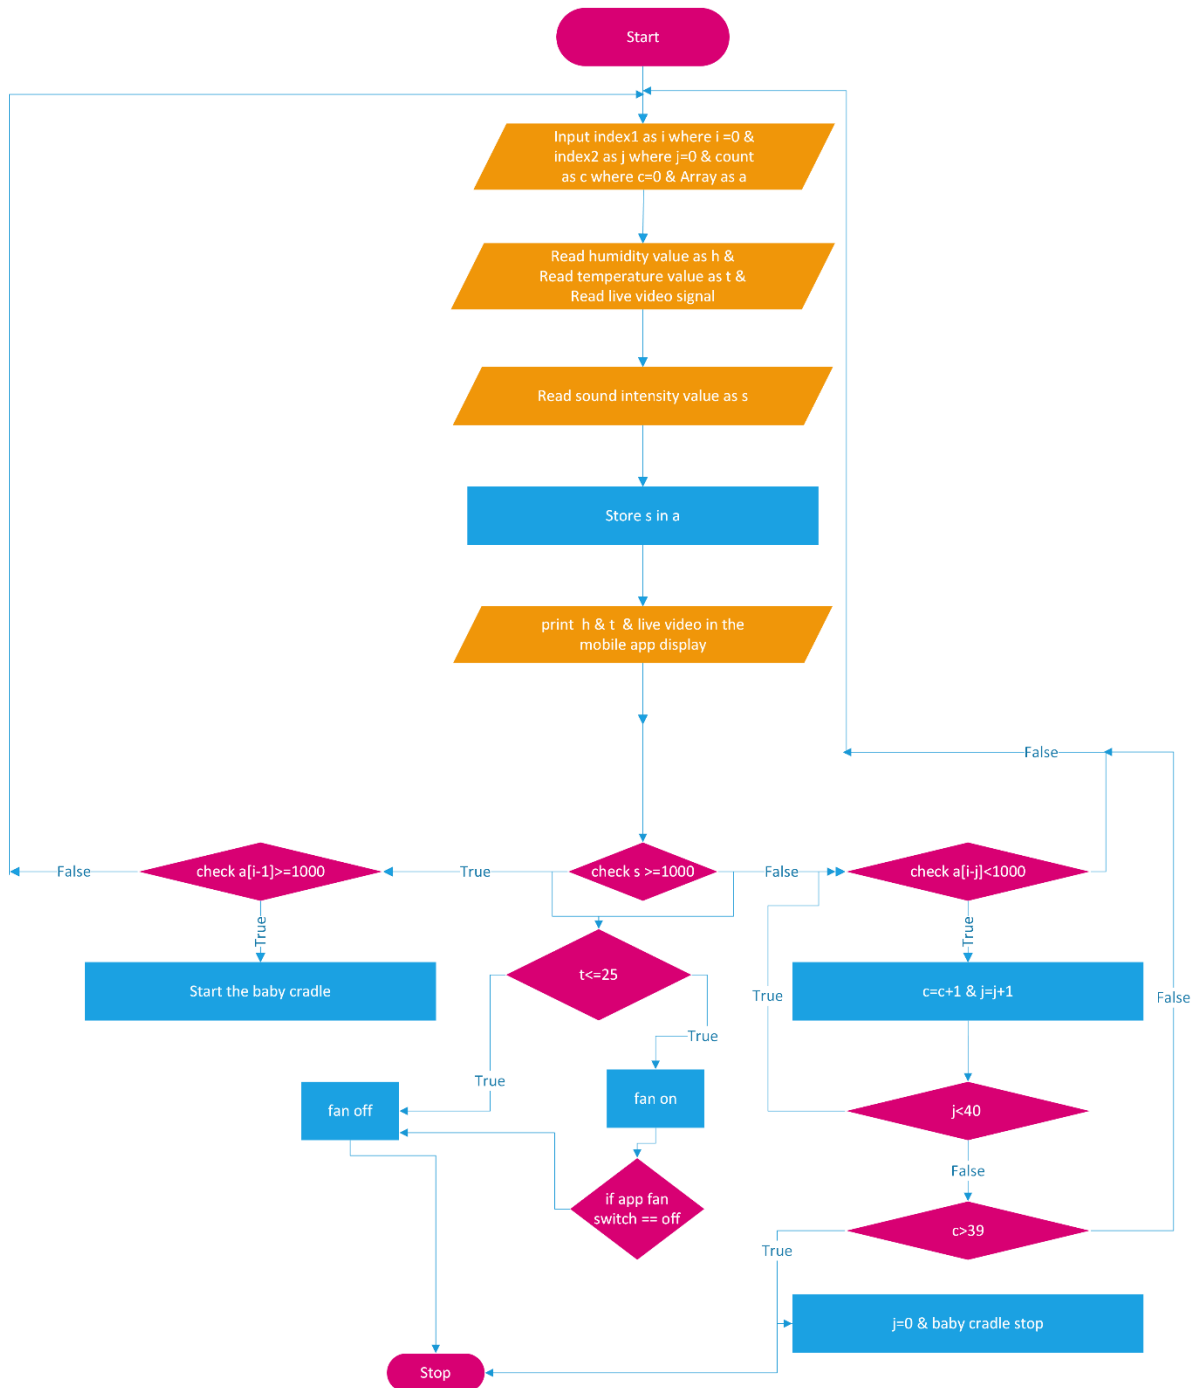 Start
Input index1 as i where i =0 &
index2 as j where j=0 & count
as c where c=0 & Array as a
Read humidity value as h &
Read temperature value as t &
Read live video signal
Read sound intensity value as s
Store s in a
print  h & t  & live video in the
mobile app display
False
False
check a[i-1]>=1000
True
check s >=1000
False
check a[i-j]<1000
True
True
Start the baby cradle
t<=25
True
c=c+1 & j=j+1
False
True
True
fan off
fan on
j<40
False
if app fan
switch == off
c>39
True
j=0 & baby cradle stop
Stop